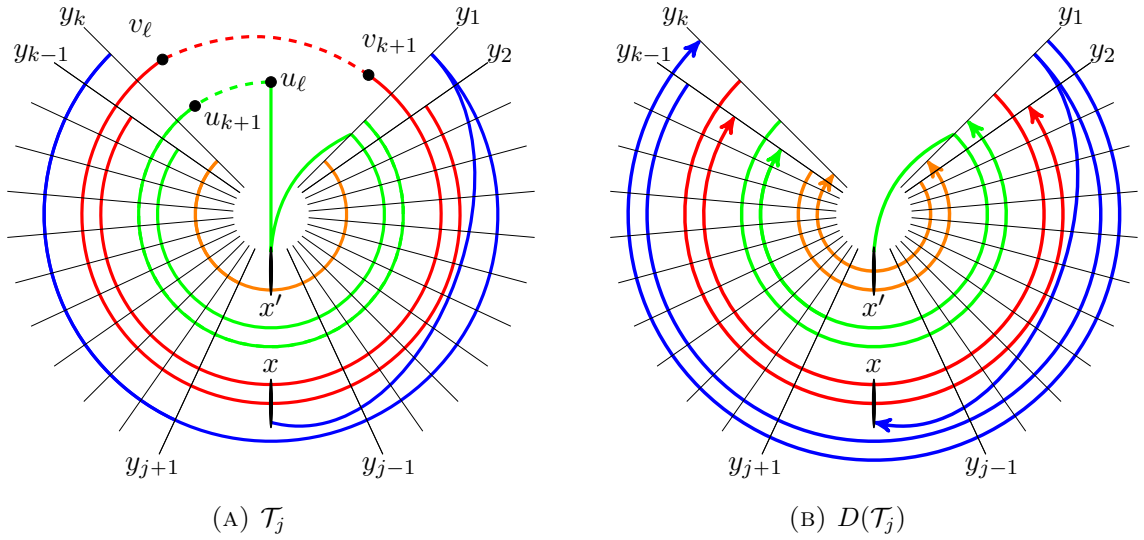 y_k v_ℓ v_{k+1} y_1
y_{k-1} y_2
u_ℓ
u_{k+1}
x'
x
y_{j+1} y_{j-1}
(A) 𝒯_j
y_k y_1
y_{k-1} y_2
x'
x
y_{j+1} y_{j-1}
(B) D(𝒯_j)